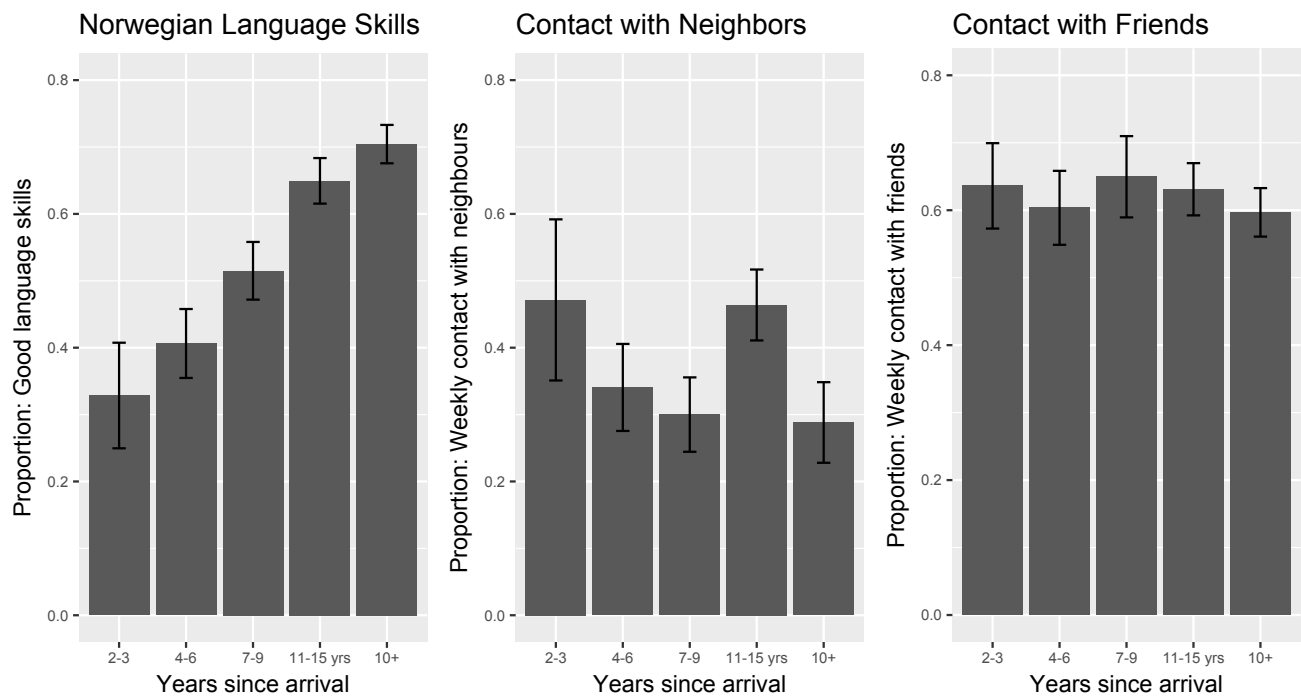 Norwegian Language Skills
Proportion: Good language skills
0.8
0.6
0.4
0.2
0.0
2-3 4-6 7-9 11-15 yrs 10+
Years since arrival
Contact with Neighbors
Proportion: Weekly contact with neighbours
0.8
0.6
0.4
0.2
0.0
2-3 4-6 7-9 11-15 yrs 10+
Years since arrival
Contact with Friends
Proportion: Weekly contact with friends
0.8
0.6
0.4
0.2
0.0
2-3 4-6 7-9 11-15 yrs 10+
Years since arrival